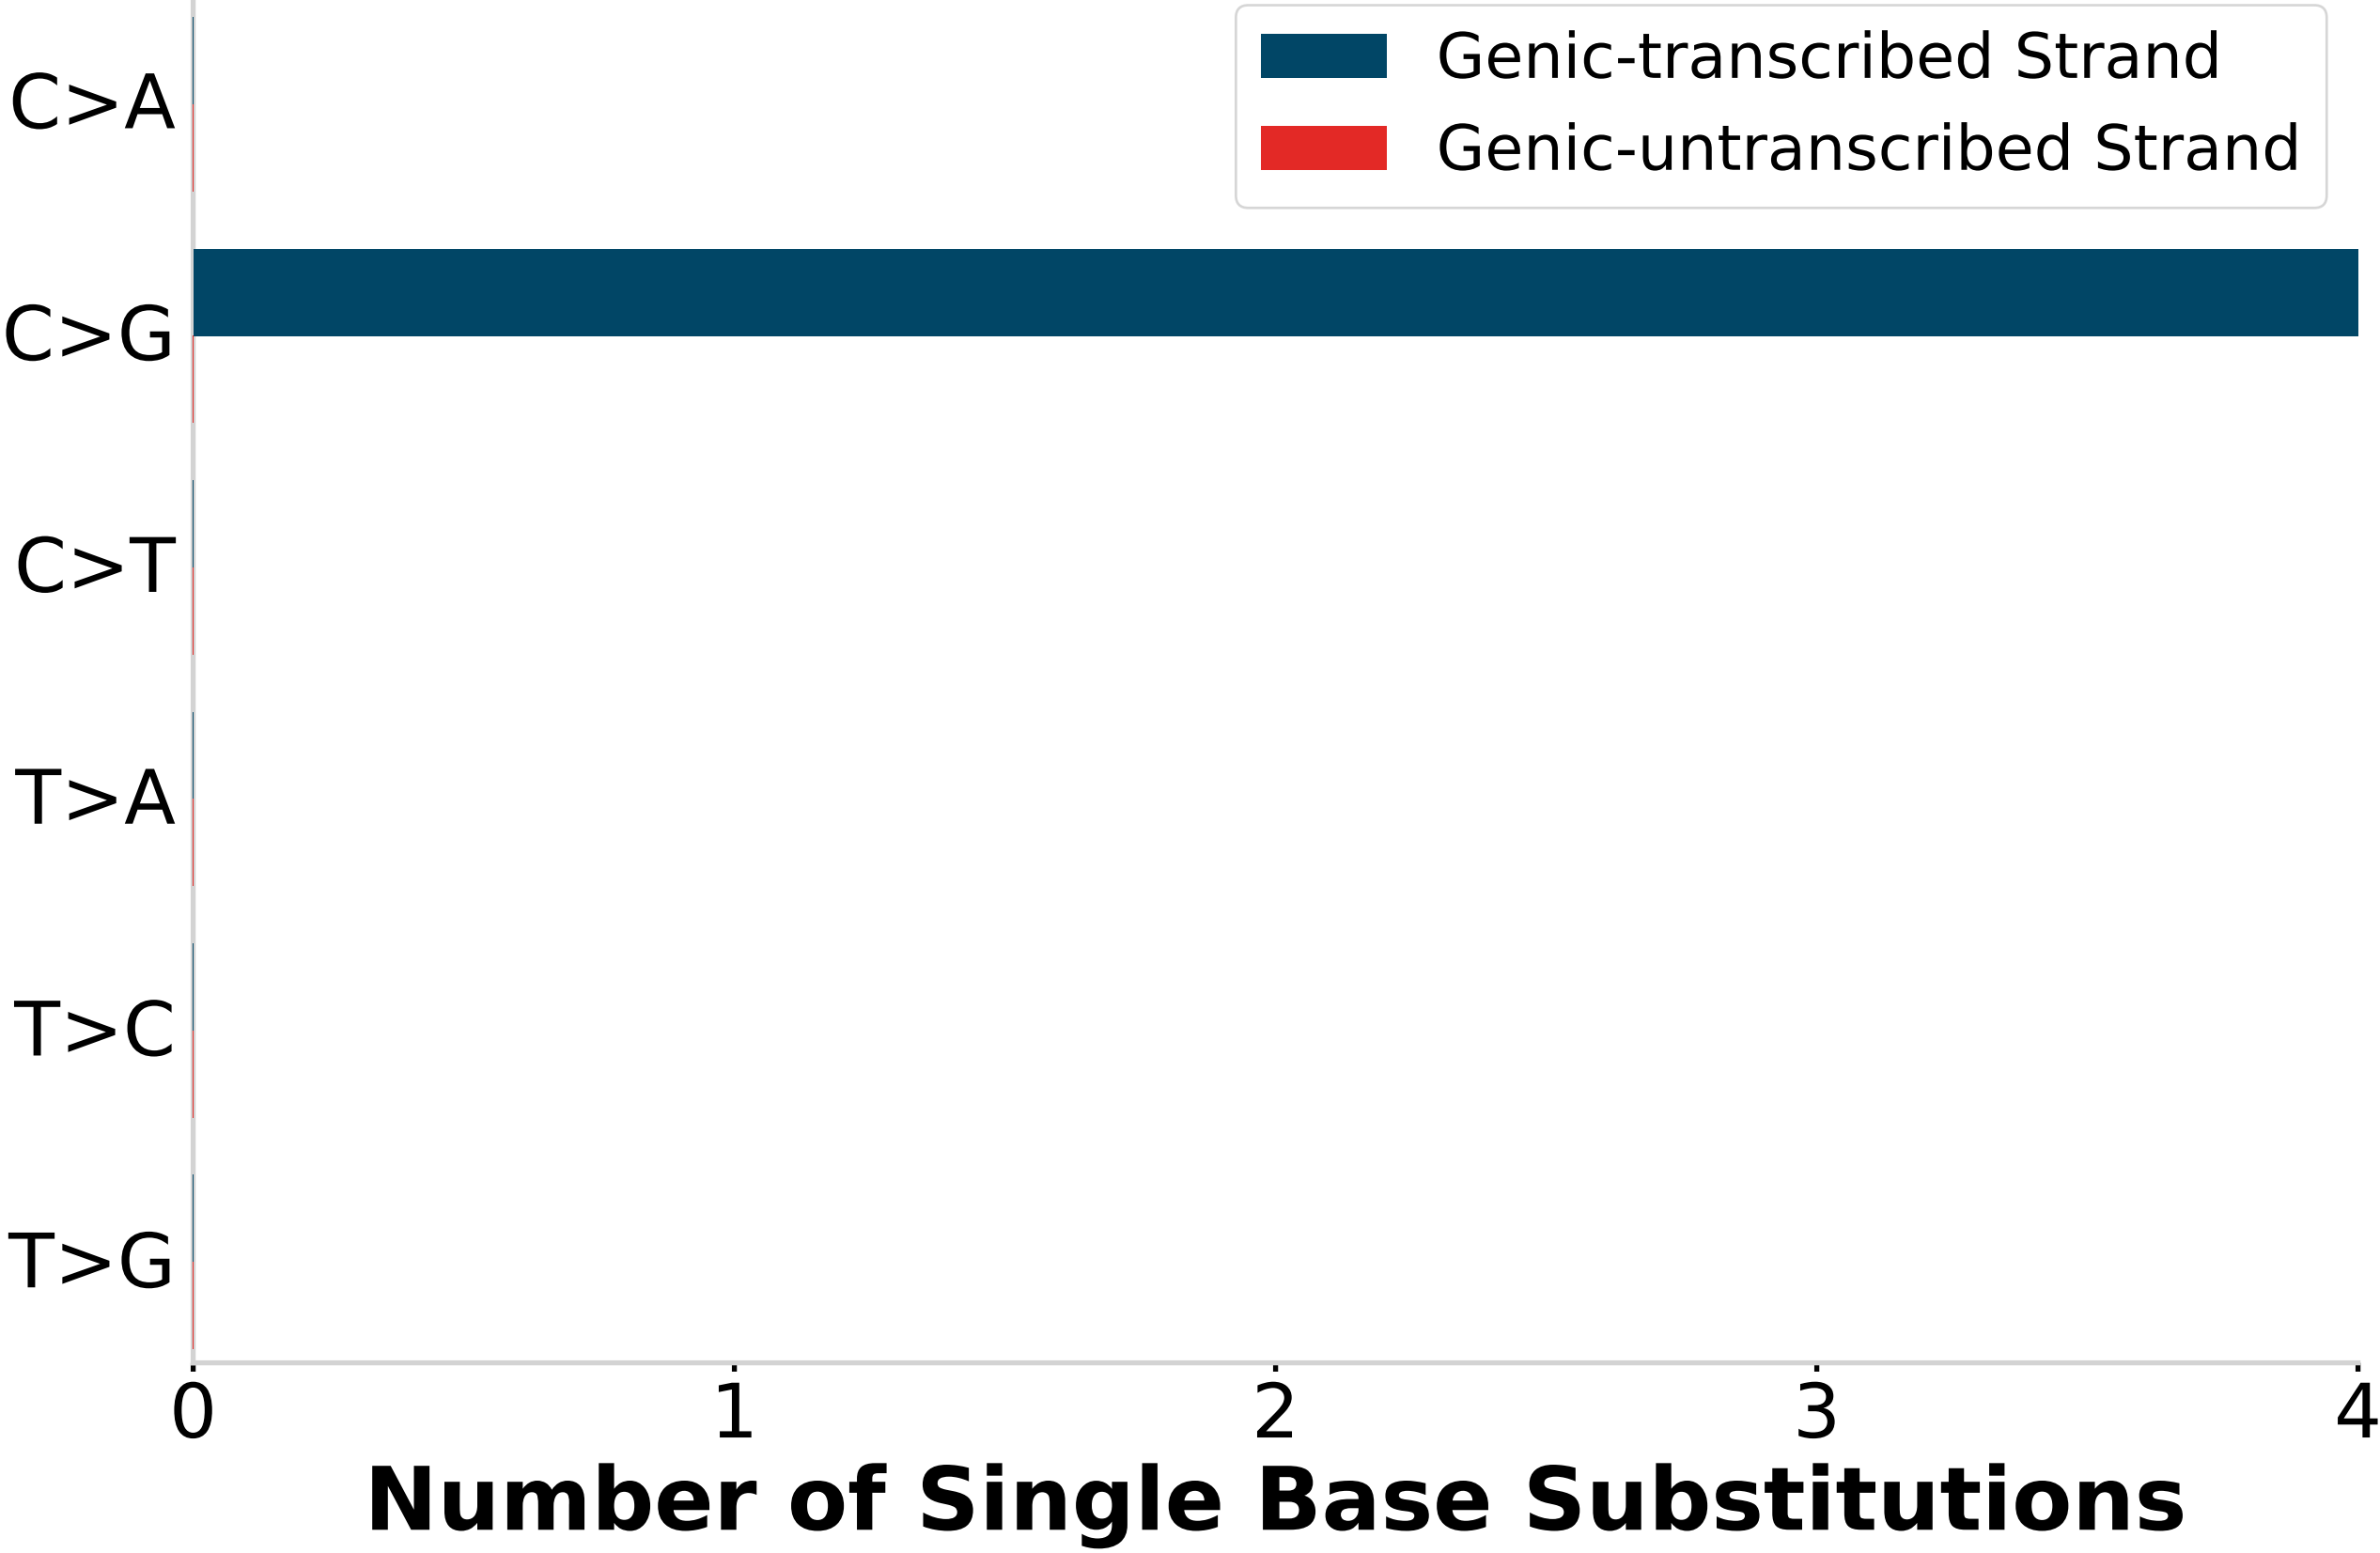 Genic-transcribed Strand
Genic-untranscribed Strand
C>A
C>G
C>T
T>A
T>C
T>G
0 1 2 3 4
Number of Single Base Substitutions